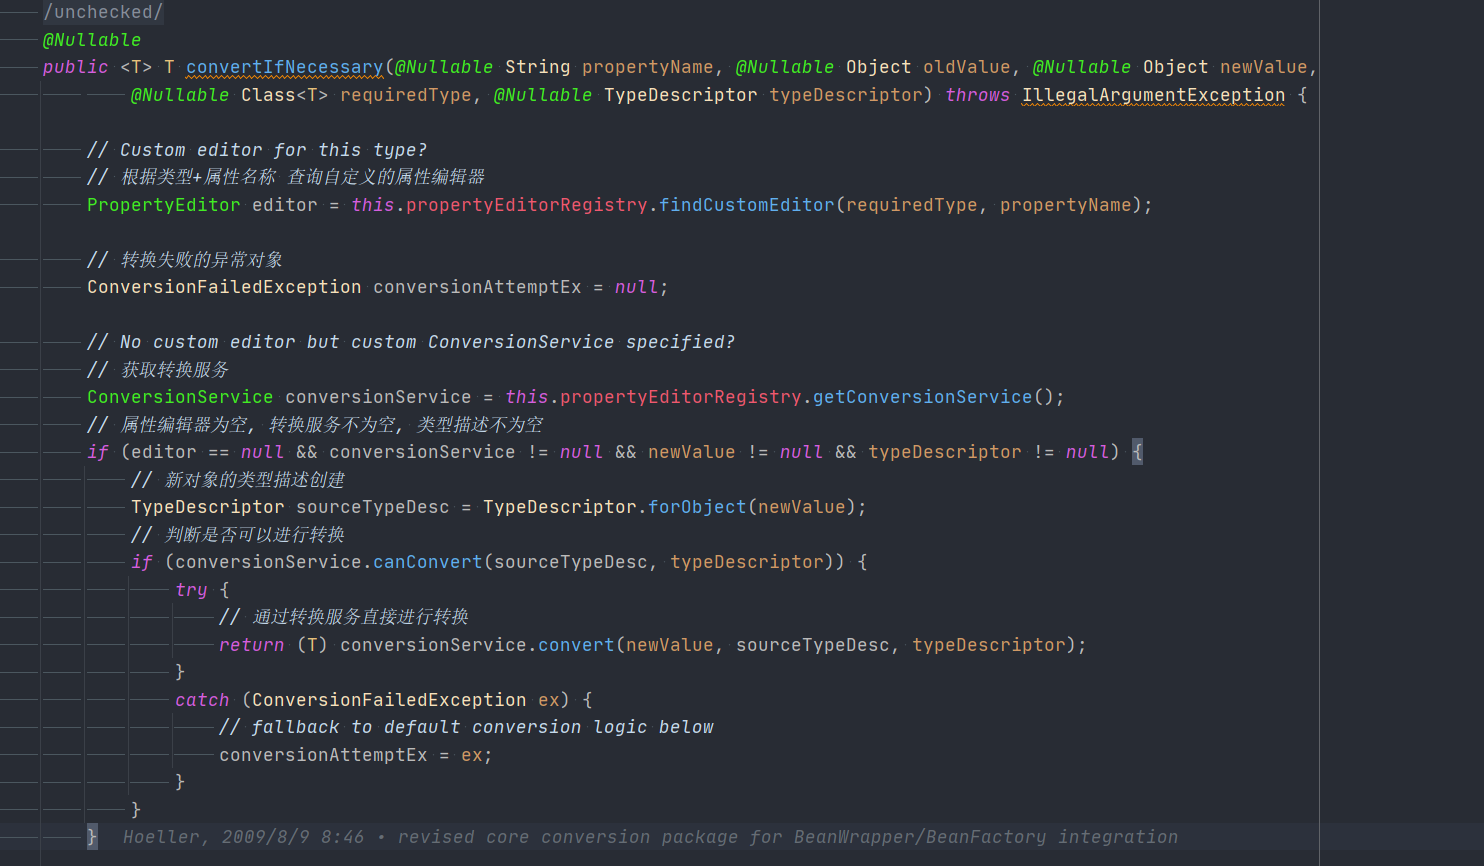 /unchecked/
@Nullable
public <T> T convertIfNecessary(@Nullable String propertyName, @Nullable Object oldValue, @Nullable Object newValue,
@Nullable Class<T> requiredType, @Nullable TypeDescriptor typeDescriptor) throws IllegalArgumentException {
// Custom editor for this type?
// 根据类型+属性名称 查询自定义的属性编辑器
PropertyEditor editor = this.propertyEditorRegistry.findCustomEditor(requiredType, propertyName);
// 转换失败的异常对象
ConversionFailedException conversionAttemptEx = null;
// No custom editor but custom ConversionService specified?
// 获取转换服务
ConversionService conversionService = this.propertyEditorRegistry.getConversionService();
// 属性编辑器为空, 转换服务不为空, 类型描述不为空
if (editor == null && conversionService != null && newValue != null && typeDescriptor != null) {
// 新对象的类型描述创建
TypeDescriptor sourceTypeDesc = TypeDescriptor.forObject(newValue);
// 判断是否可以进行转换
if (conversionService.canConvert(sourceTypeDesc, typeDescriptor)) {
try {
// 通过转换服务直接进行转换
return (T) conversionService.convert(newValue, sourceTypeDesc, typeDescriptor);
}
catch (ConversionFailedException ex) {
// fallback to default conversion logic below
conversionAttemptEx = ex;
}
}
} Hoeller, 2009/8/9 8:46 • revised core conversion package for BeanWrapper/BeanFactory integration